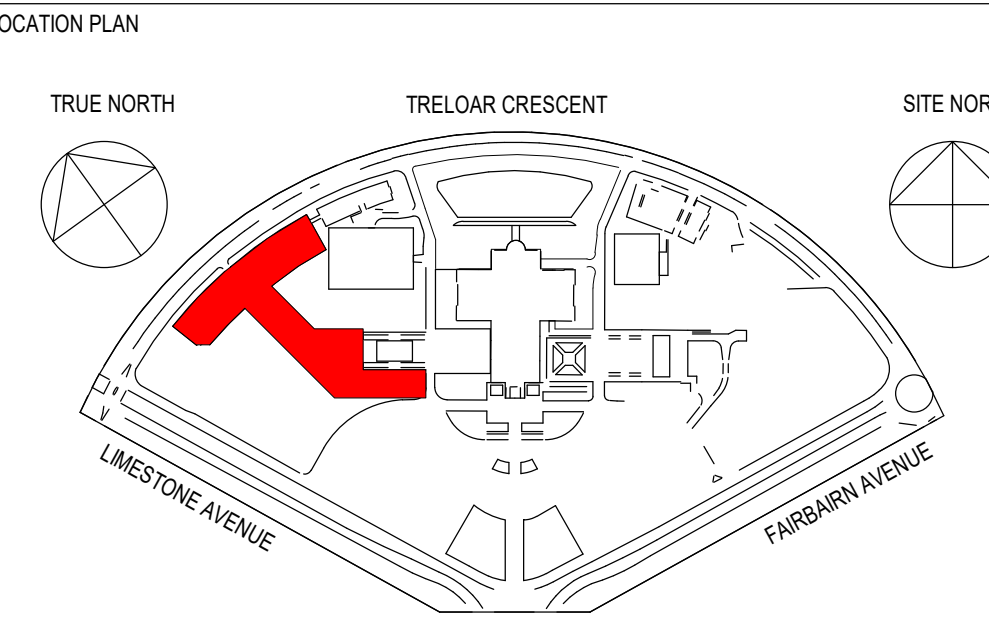 OCATION PLAN
TRUE NORTH
TRELOAR CRESCENT
SITE NOR
LIMESTONE AVENUE
FAIRBAIRN AVENUE